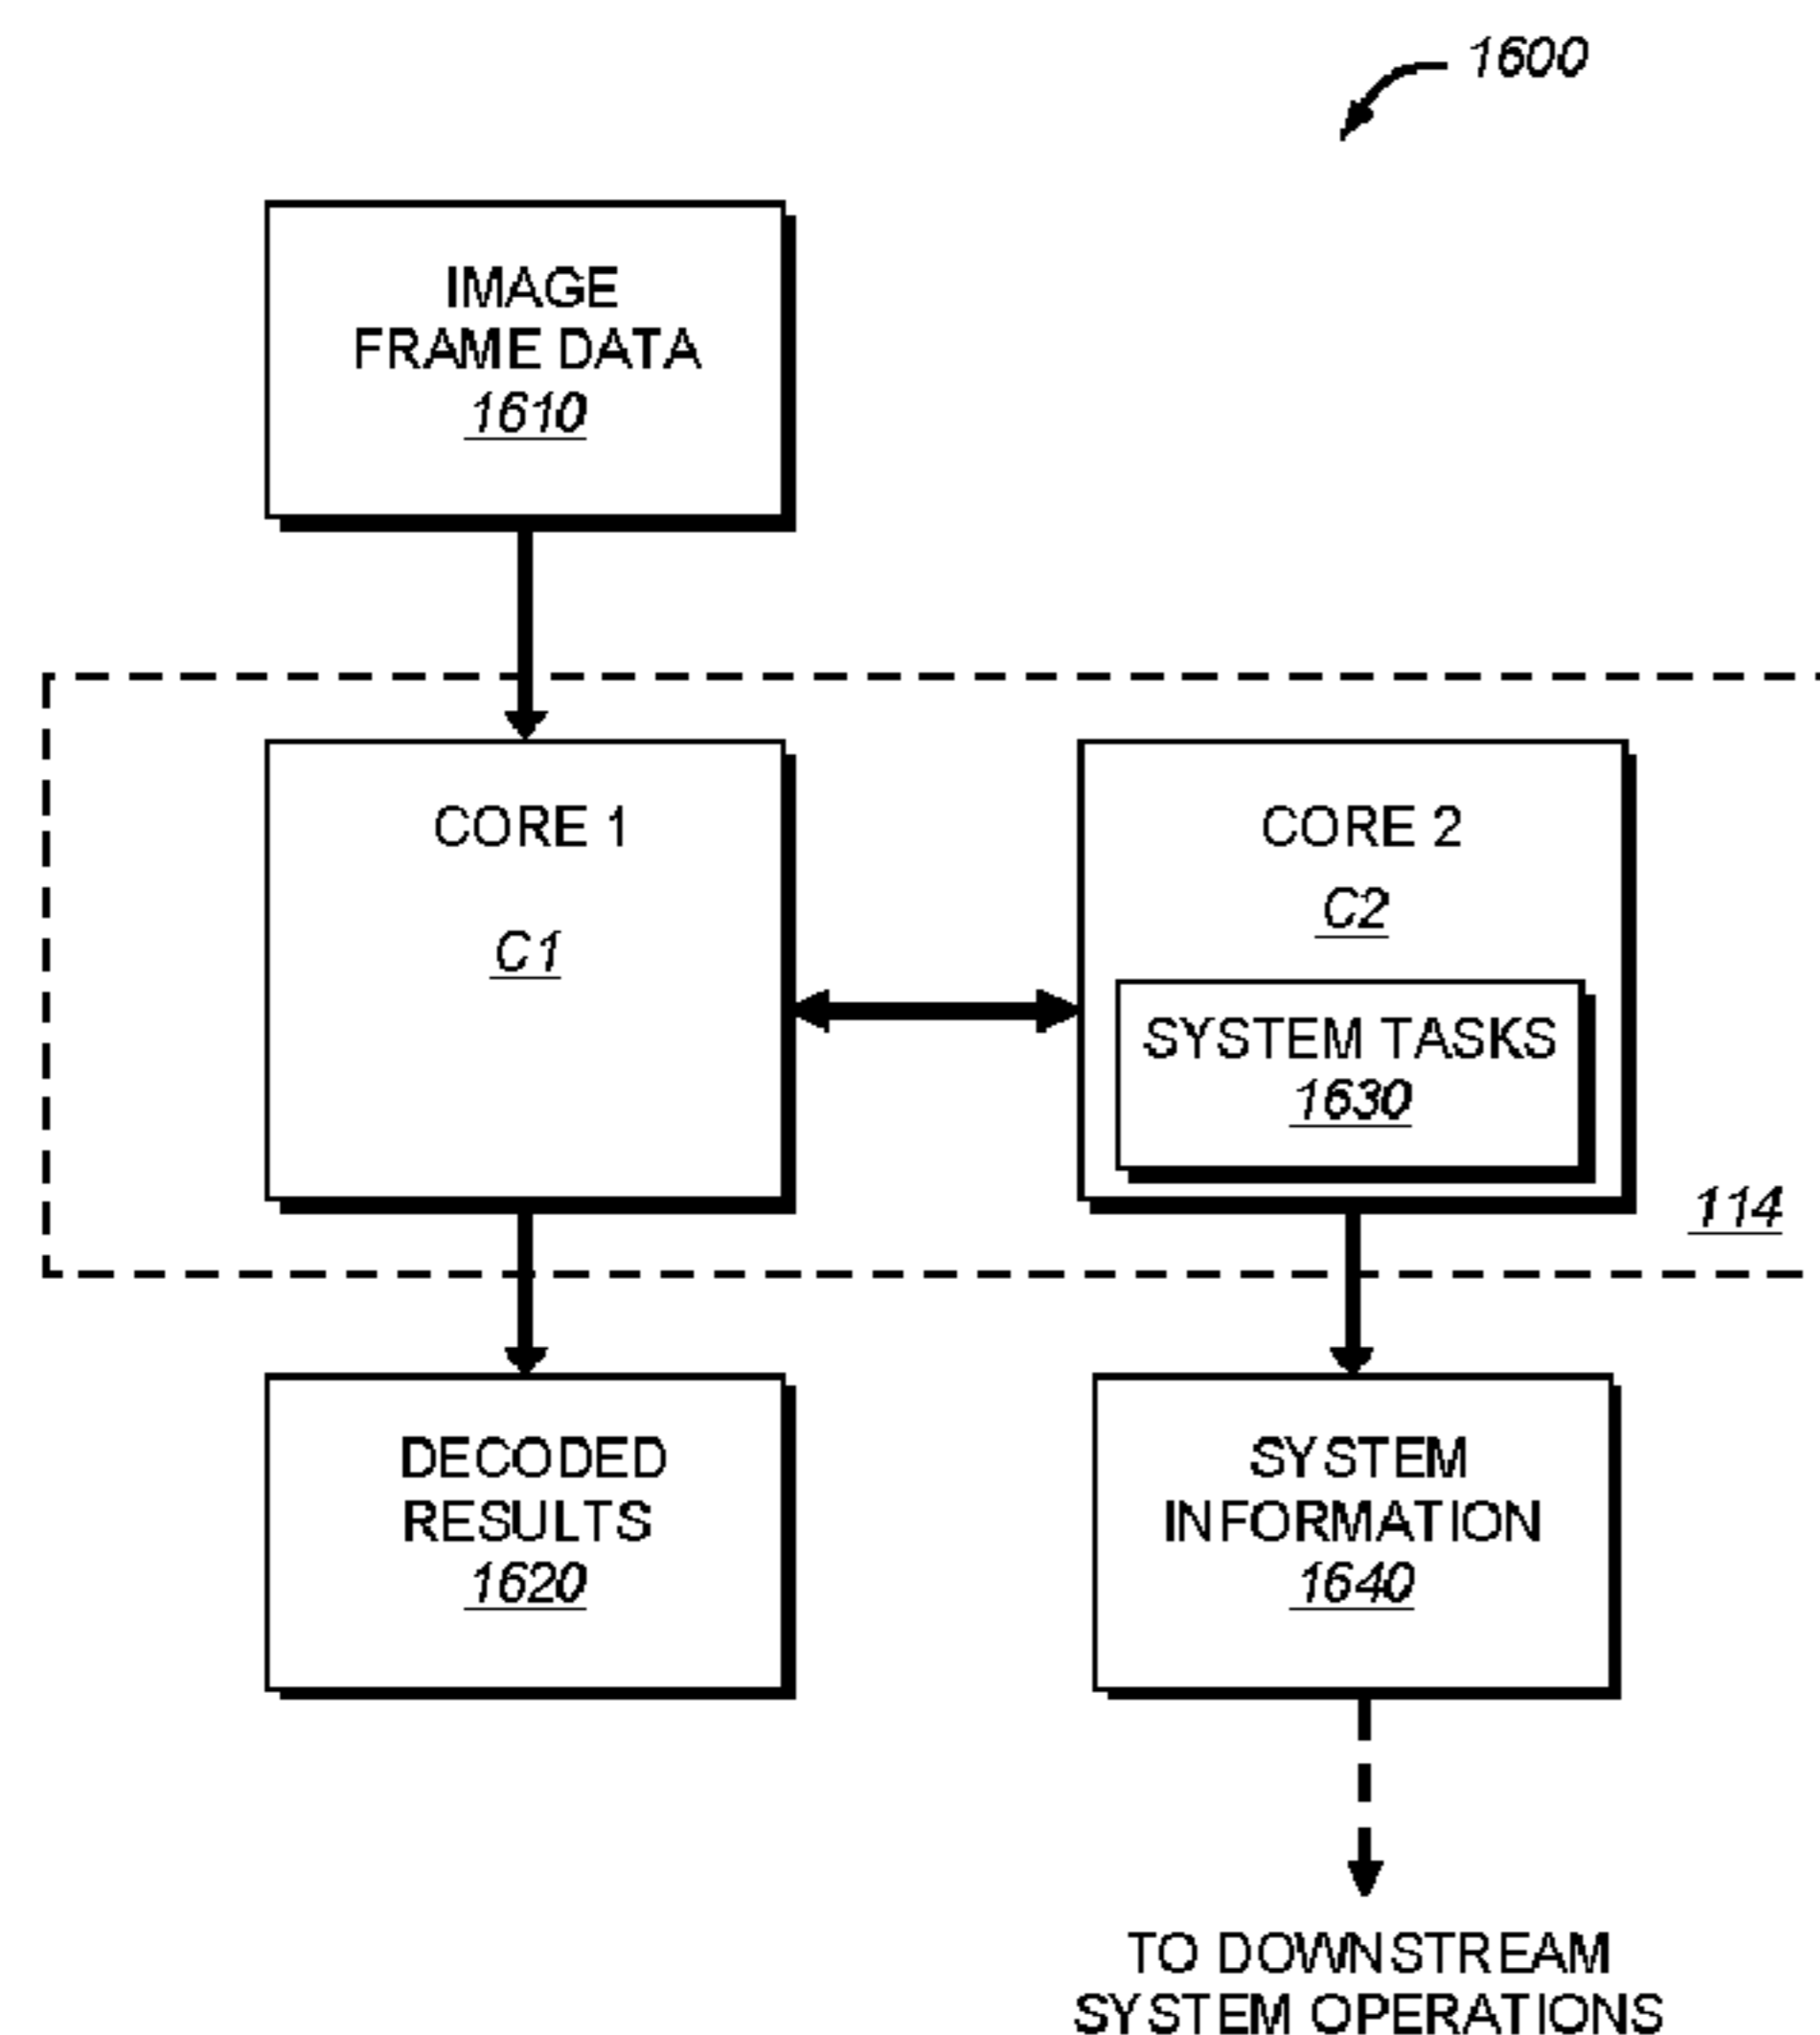 1600
IMAGE
FRAME DATA
1610
CORE 1
C1
CORE 2
C2
SYSTEM TASKS
1630
114
DECODED
RESULTS
1620
SYSTEM
INFORMATION
1640
TO DOWNSTREAM
SYSTEM OPERATIONS